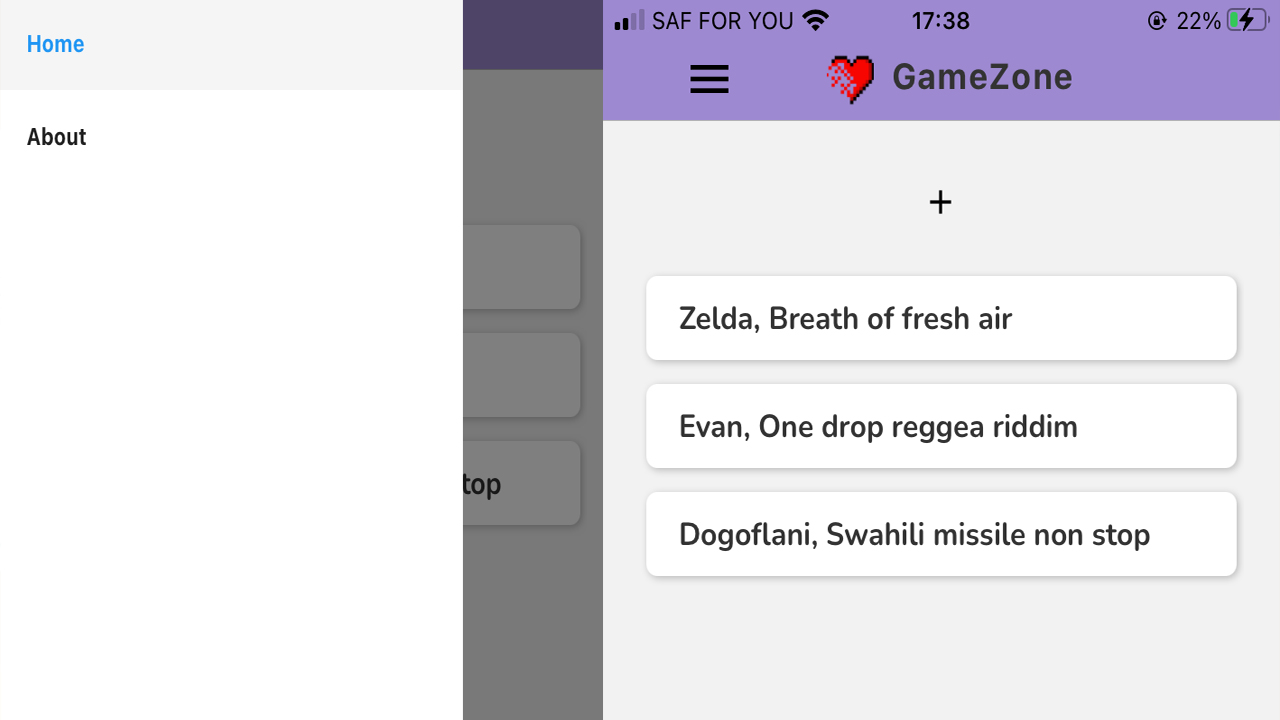 Home
About
top
SAF FOR YOU 17:38 22%
GameZone
+
Zelda, Breath of fresh air
Evan, One drop reggea riddim
Dogoflani, Swahili missile non stop